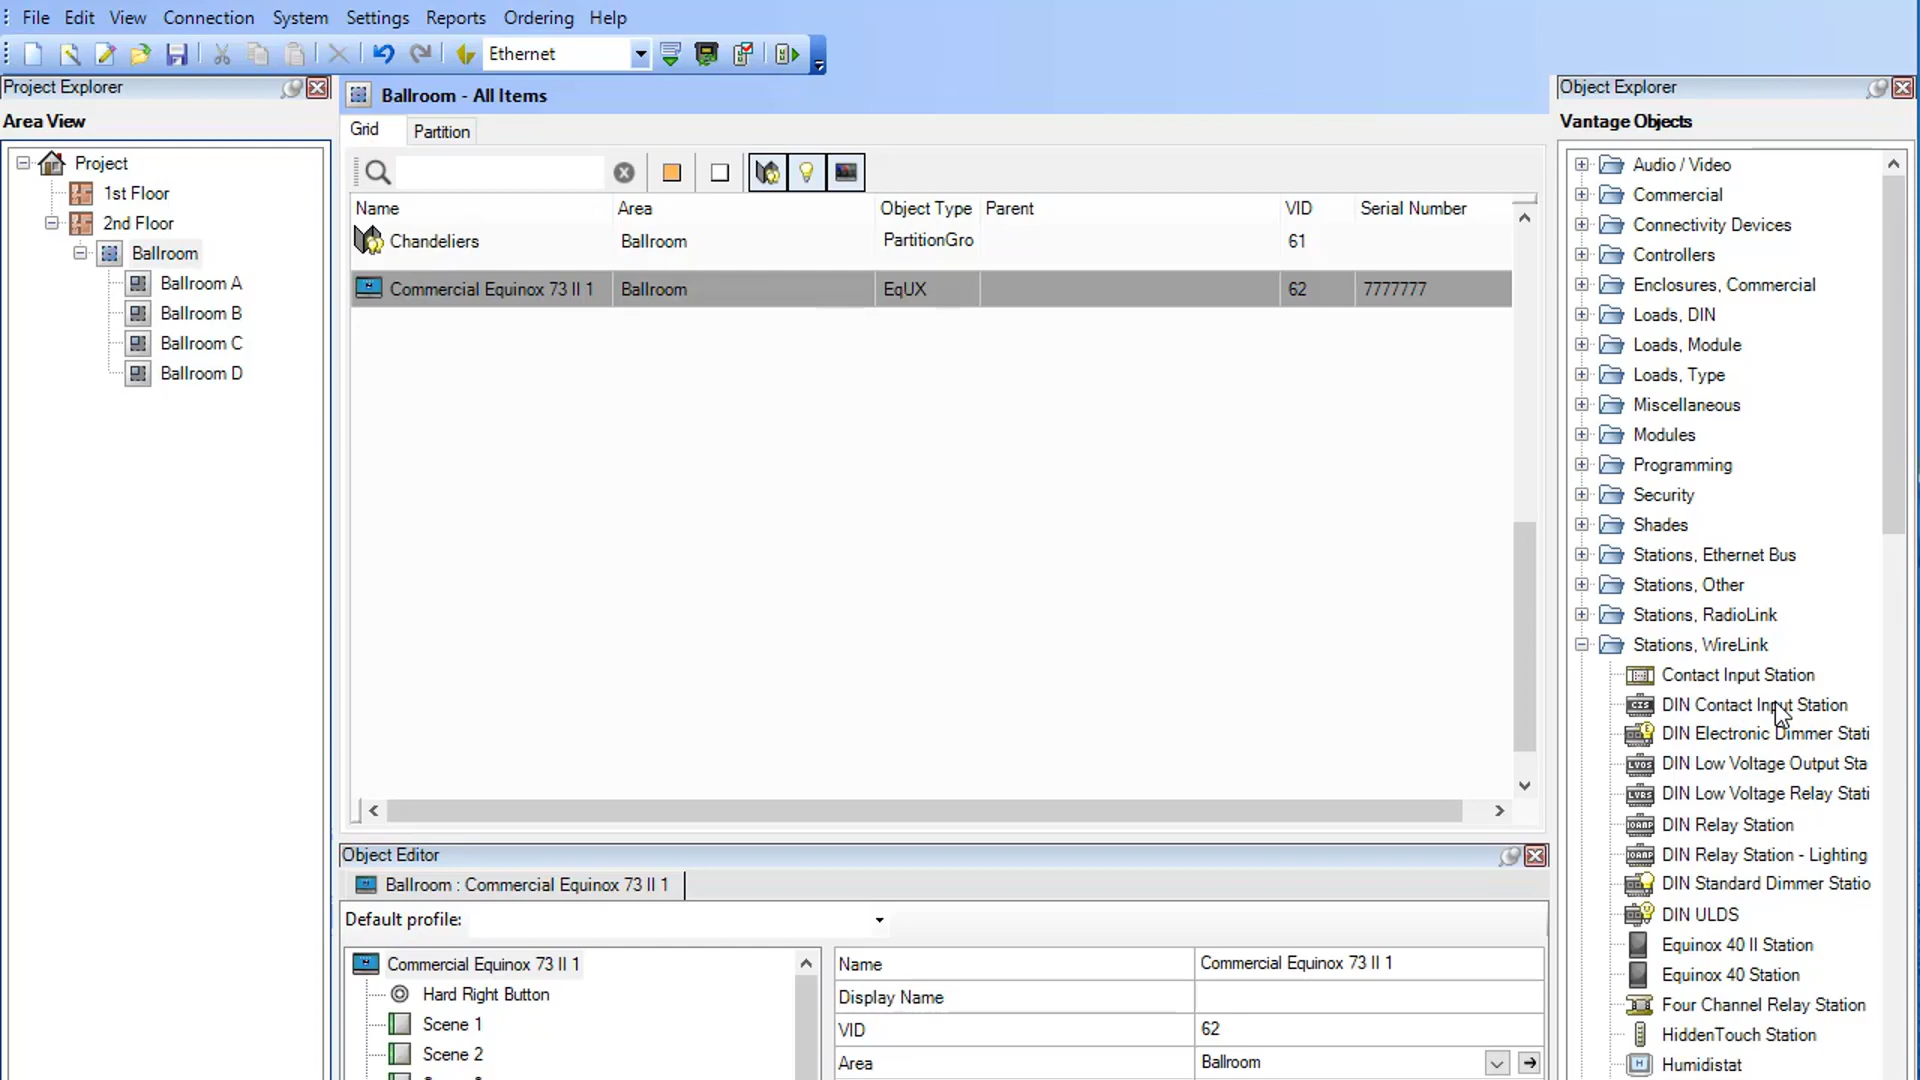 File Edit View Connection System Settings Reports Ordering Help
Ethernet
Project Explorer
Area View
Project
1st Floor
2nd Floor
Ballroom
Ballroom A
Ballroom B
Ballroom C
Ballroom D
Ballroom - All Items
Grid Partition
Name Area Object Type Parent VID Serial Number
Chandeliers Ballroom PartitionGro 61
Commercial Equinox 73 II 1 Ballroom EqUX 62 7777777
Object Editor
Ballroom : Commercial Equinox 73 II 1
Default profile:
Commercial Equinox 73 II 1
Hard Right Button
Scene 1
Scene 2
Name Commercial Equinox 73 II 1
Display Name
VID 62
Area Ballroom
Object Explorer
Vantage Objects
Audio / Video
Commercial
Connectivity Devices
Controllers
Enclosures, Commercial
Loads, DIN
Loads, Module
Loads, Type
Miscellaneous
Modules
Programming
Security
Shades
Stations, Ethernet Bus
Stations, Other
Stations, RadioLink
Stations, WireLink
Contact Input Station
DIN Contact Input Station
DIN Electronic Dimmer Stati
DIN Low Voltage Output Sta
DIN Low Voltage Relay Stati
DIN Relay Station
DIN Relay Station - Lighting
DIN Standard Dimmer Statio
DIN ULDS
Equinox 40 II Station
Equinox 40 Station
Four Channel Relay Station
HiddenTouch Station
Humidistat